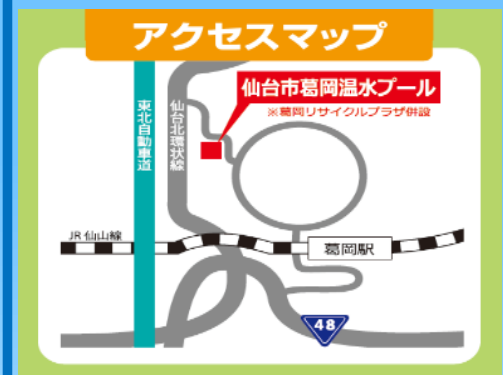 アクセスマップ
仙台市葛岡温水プール
※葛岡リサイクルプラザ併設
東北自動車道
仙台北環状線
JR 仙山線
葛岡駅
48